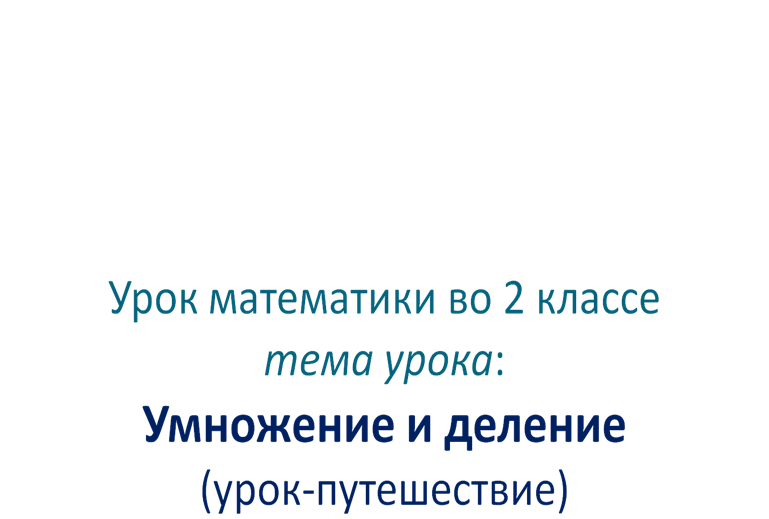 Урок математики во 2 классе
тема урока:
Умножение и деление
(урок-путешествие)